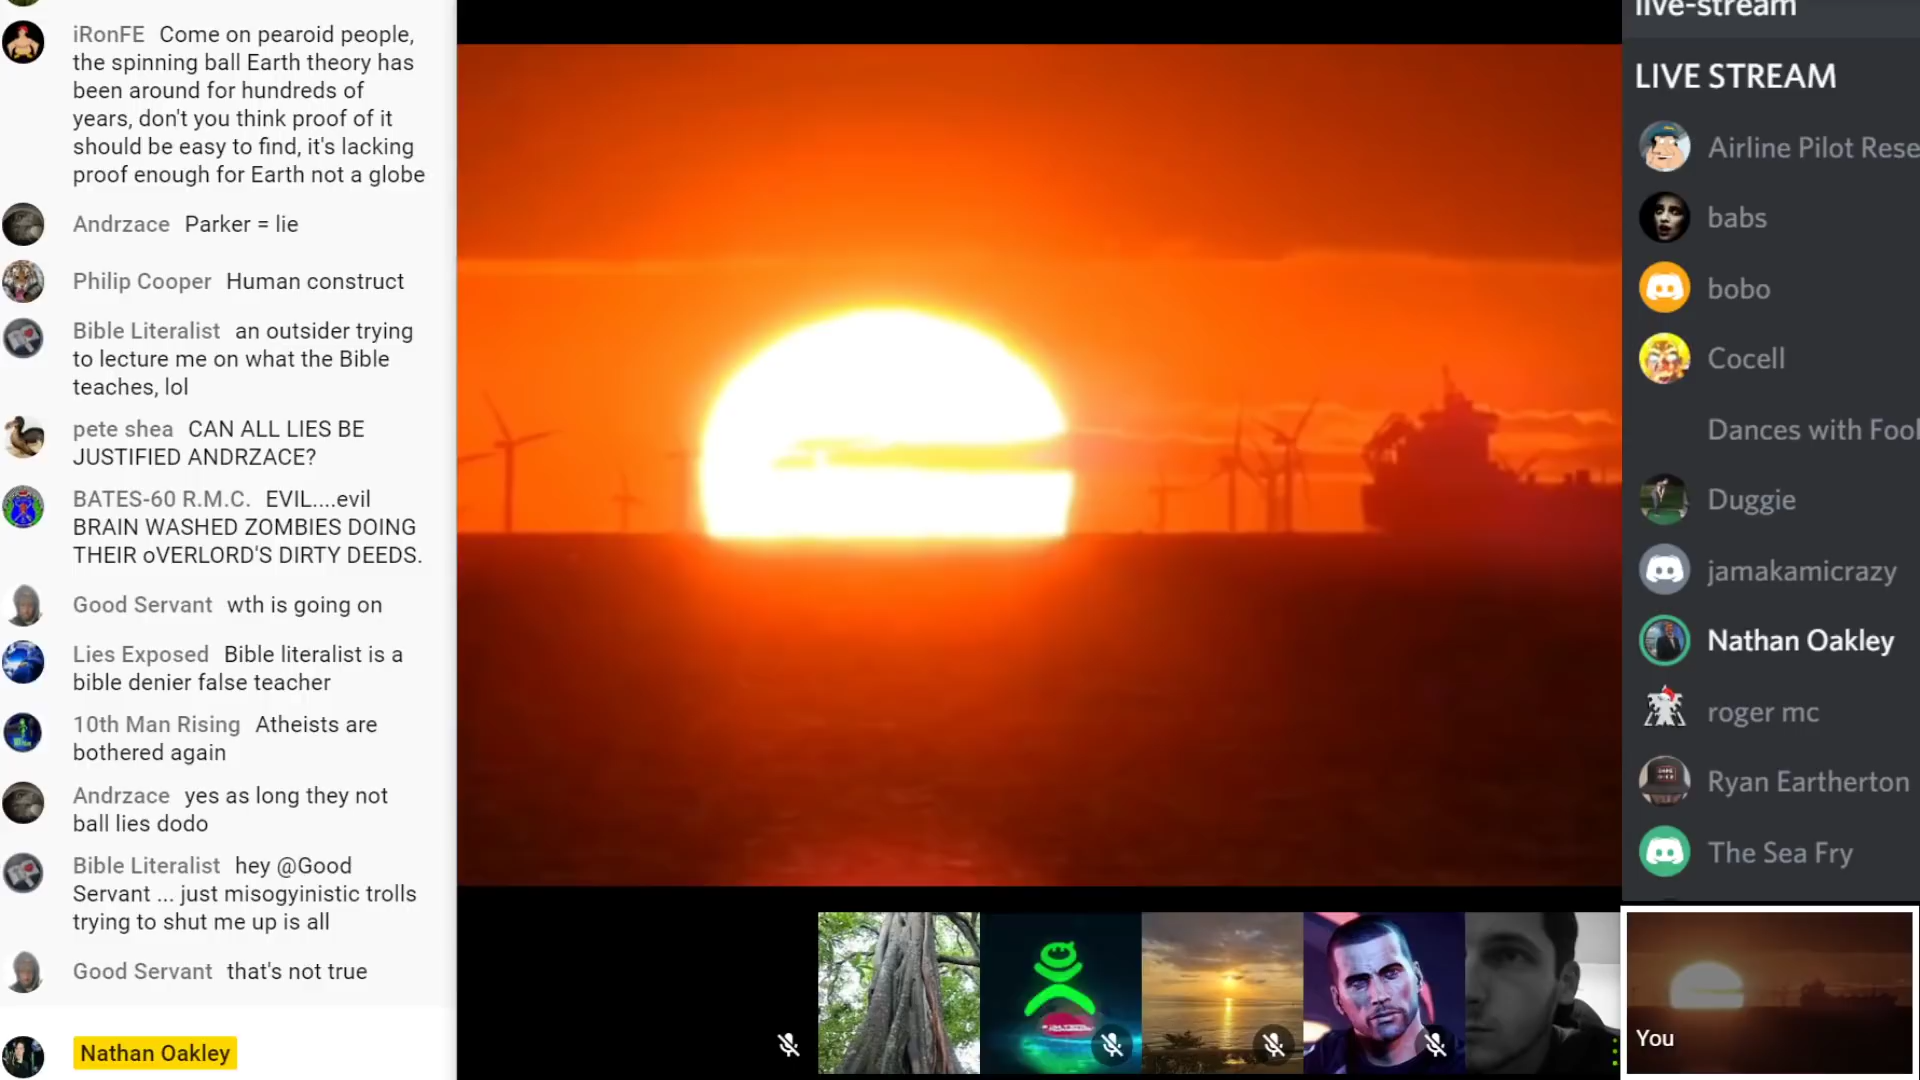 iRonFE Come on pearoid people,
the spinning ball Earth theory has
been around for hundreds of
years, don't you think proof of it
should be easy to find, it's lacking
proof enough for Earth not a globe
Andrzace Parker = lie
Philip Cooper Human construct
Bible Literalist an outsider trying
to lecture me on what the Bible
teaches, lol
pete shea CAN ALL LIES BE
JUSTIFIED ANDRZACE?
BATES-60 R.M.C. EVIL....evil
BRAIN WASHED ZOMBIES DOING
THEIR oVERLORD'S DIRTY DEEDS.
Good Servant wth is going on
Lies Exposed Bible literalist is a
bible denier false teacher
10th Man Rising Atheists are
bothered again
Andrzace yes as long they not
ball lies dodo
Bible Literalist hey @Good
Servant ... just misogyinistic trolls
trying to shut me up is all
Good Servant that's not true
Nathan Oakley
live-stream
LIVE STREAM
Airline Pilot Rese
babs
bobo
Cocell
Dances with Fool
Duggie
jamakamicrazy
Nathan Oakley
roger mc
Ryan Eartherton
The Sea Fry
You